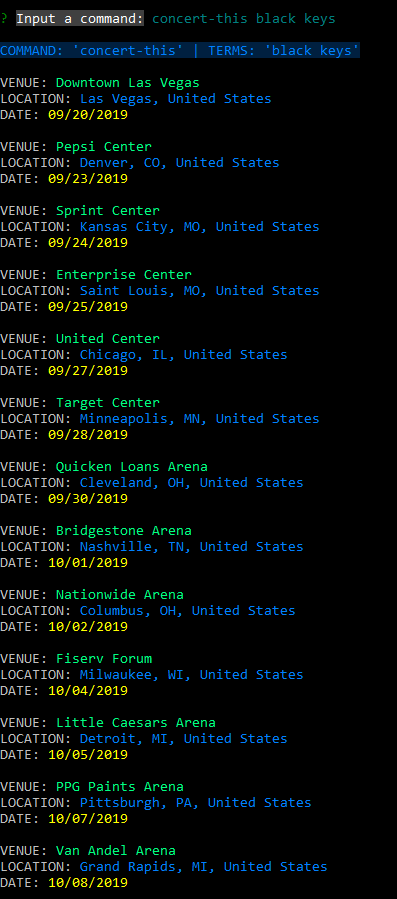 ? Input a command: concert-this black keys
COMMAND: 'concert-this' | TERMS: 'black keys'
VENUE: Downtown Las Vegas
LOCATION: Las Vegas, United States
DATE: 09/20/2019
VENUE: Pepsi Center
LOCATION: Denver, CO, United States
DATE: 09/23/2019
VENUE: Sprint Center
LOCATION: Kansas City, MO, United States
DATE: 09/24/2019
VENUE: Enterprise Center
LOCATION: Saint Louis, MO, United States
DATE: 09/25/2019
VENUE: United Center
LOCATION: Chicago, IL, United States
DATE: 09/27/2019
VENUE: Target Center
LOCATION: Minneapolis, MN, United States
DATE: 09/28/2019
VENUE: Quicken Loans Arena
LOCATION: Cleveland, OH, United States
DATE: 09/30/2019
VENUE: Bridgestone Arena
LOCATION: Nashville, TN, United States
DATE: 10/01/2019
VENUE: Nationwide Arena
LOCATION: Columbus, OH, United States
DATE: 10/02/2019
VENUE: Fiserv Forum
LOCATION: Milwaukee, WI, United States
DATE: 10/04/2019
VENUE: Little Caesars Arena
LOCATION: Detroit, MI, United States
DATE: 10/05/2019
VENUE: PPG Paints Arena
LOCATION: Pittsburgh, PA, United States
DATE: 10/07/2019
VENUE: Van Andel Arena
LOCATION: Grand Rapids, MI, United States
DATE: 10/08/2019